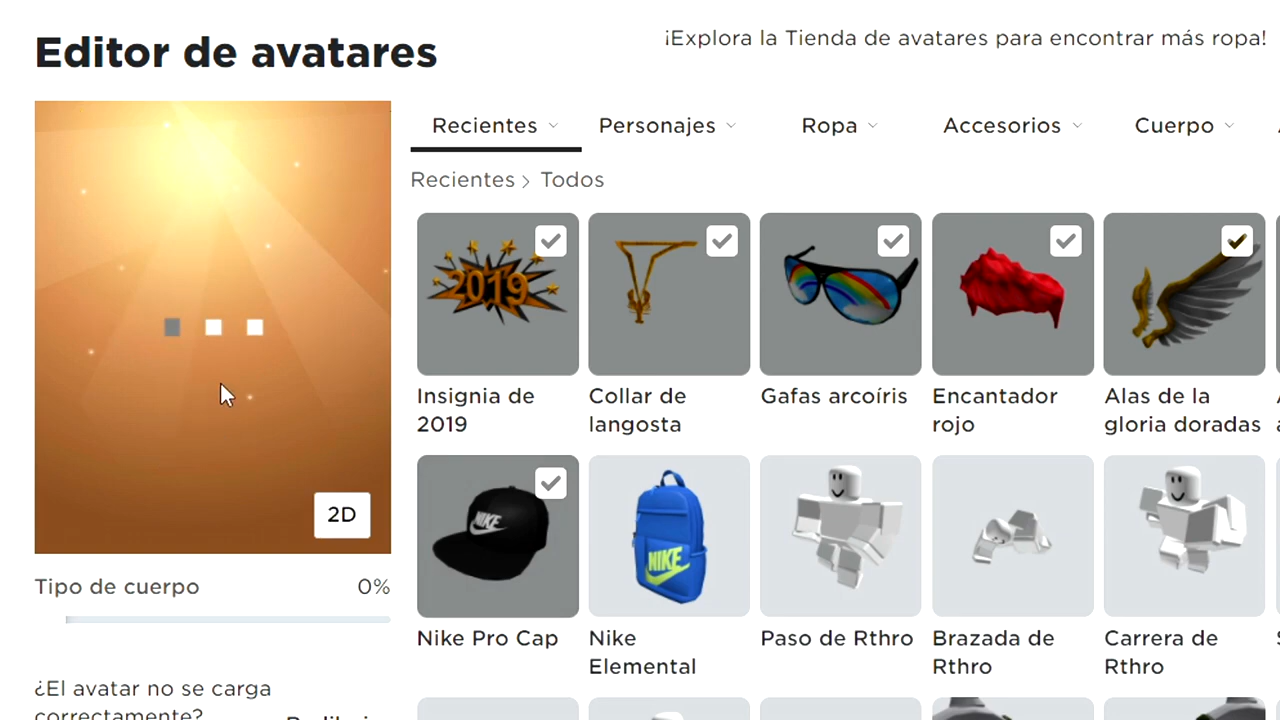 Editor de avatares
¡Explora la Tienda de avatares para encontrar más ropa!
Recientes
Personajes
Ropa
Accesorios
Cuerpo
Recientes > Todos
2019
Insignia de
2019
Collar de
langosta
Gafas arcoíris
Encantador
rojo
Alas de la
gloria doradas
2D
Tipo de cuerpo
0%
NIKE
Nike Pro Cap
NIKE
Nike
Elemental
Paso de Rthro
Brazada de
Rthro
Carrera de
Rthro
¿El avatar no se carga
correctamente?